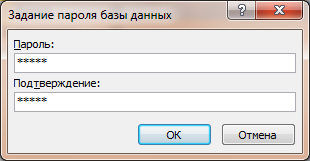 Задание пароля базы данных
Пароль:
*****
Подтверждение:
*****
ОК
Отмена